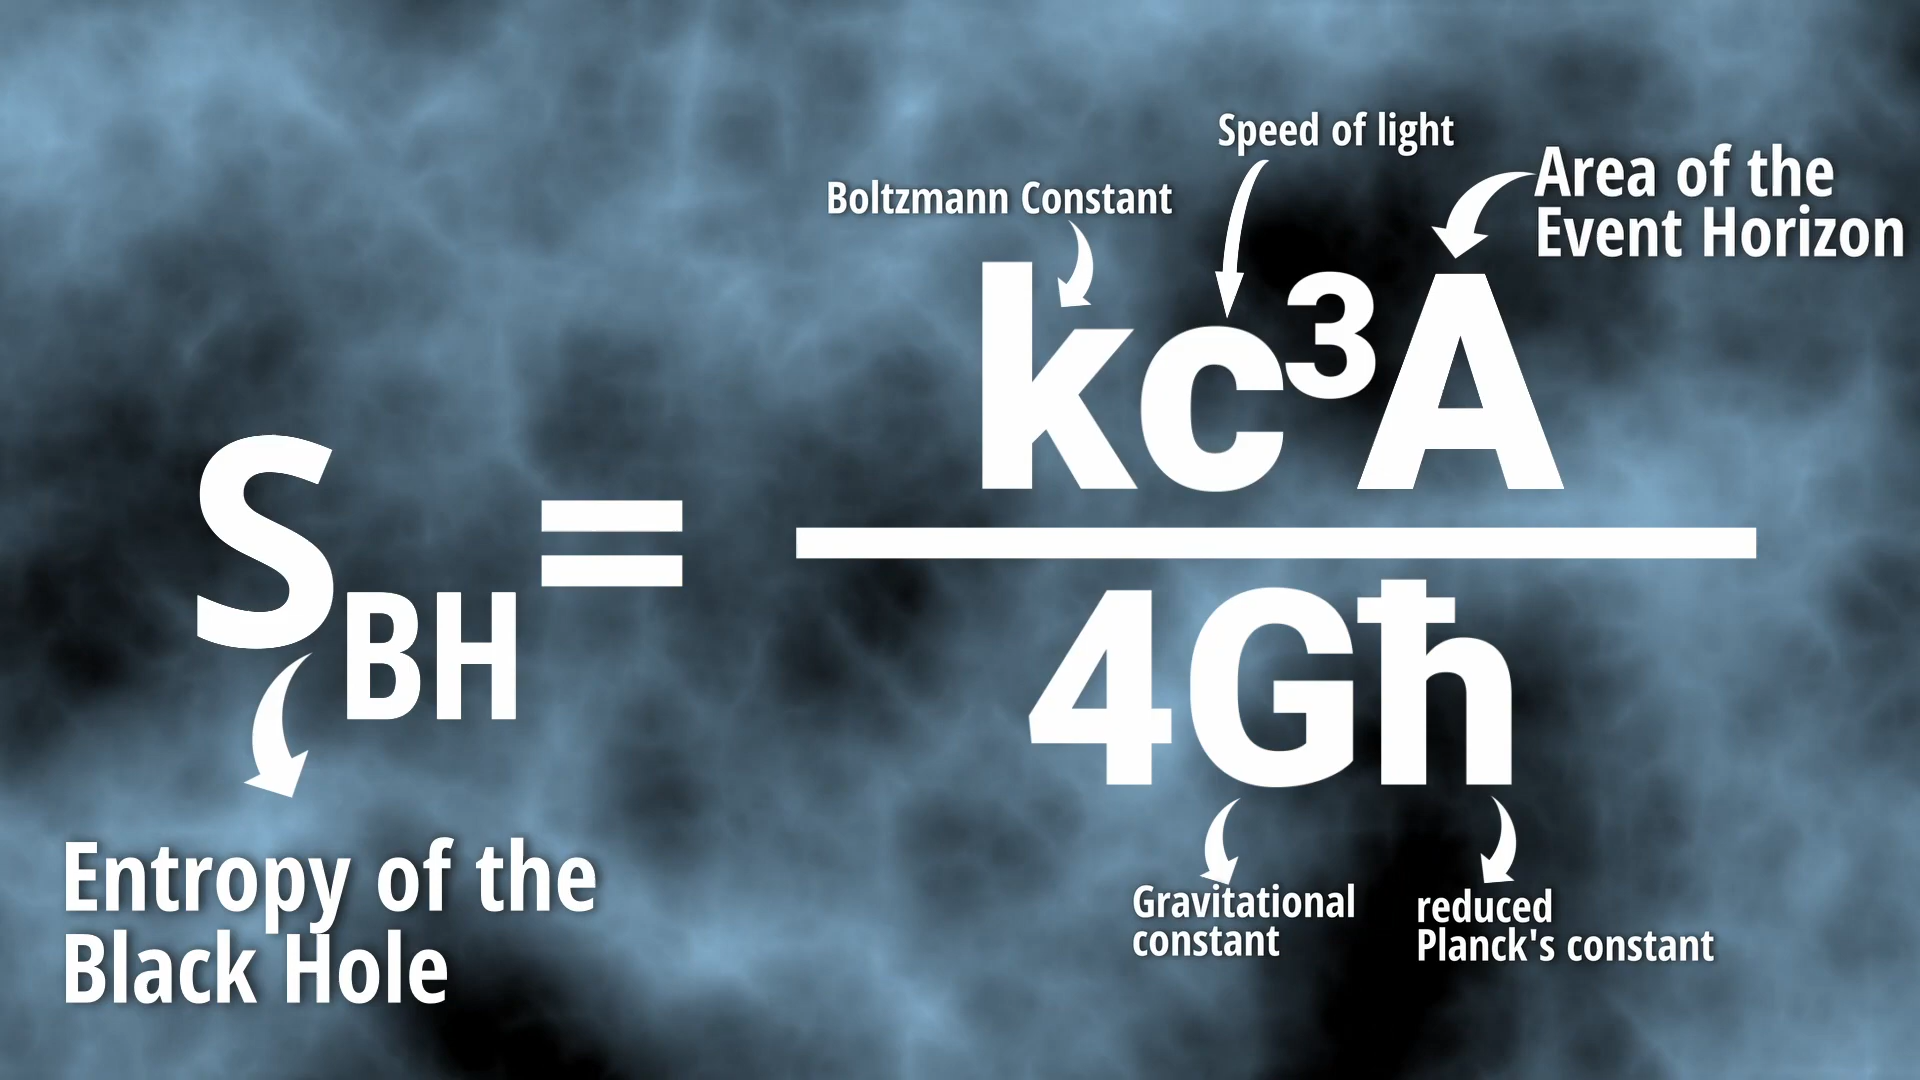 Speed of light
Boltzmann Constant
Area of the
Event Horizon
kc³A
S_BH =
4Għ
Gravitational
constant
reduced
Planck's constant
Entropy of the
Black Hole